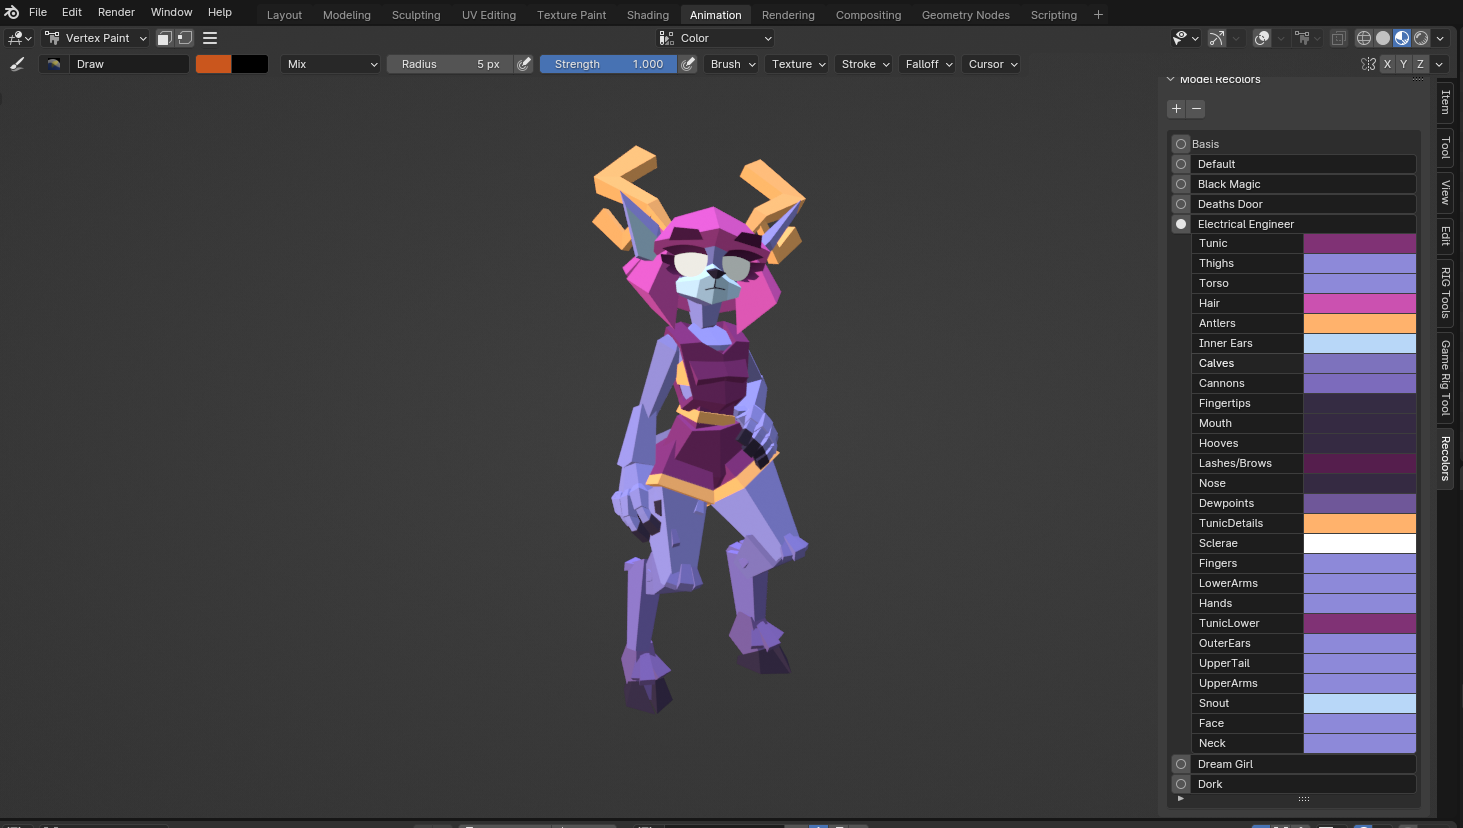 File Edit Render Window Help Layout Modeling Sculpting UV Editing Texture Paint Shading Animation Rendering Compositing Geometry Nodes Scripting +
Vertex Paint Color
Draw Mix Radius 5 px Strength 1.000 Brush Texture Stroke Falloff Cursor X Y Z
Model Recolors
+ −
Basis
Default
Black Magic
Deaths Door
Electrical Engineer
Tunic
Thighs
Torso
Hair
Antlers
Inner Ears
Calves
Cannons
Fingertips
Mouth
Hooves
Lashes/Brows
Nose
Dewpoints
TunicDetails
Sclerae
Fingers
LowerArms
Hands
TunicLower
OuterEars
UpperTail
UpperArms
Snout
Face
Neck
Dream Girl
Dork
Item
Tool
View
Edit
RIG Tools
Game Rig Tool
Recolors